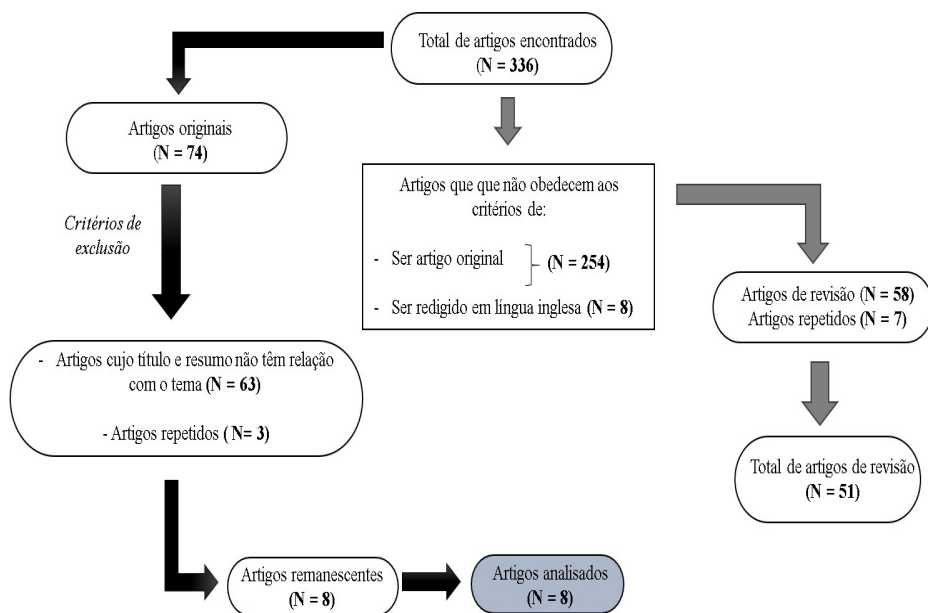 Total de artigos encontrados
(N = 336)
Artigos originais
(N = 74)
Critérios de
exclusão
Artigos que que não obedecem aos
critérios de:
- Ser artigo original
(N = 254)
- Ser redigido em língua inglesa (N = 8)
Artigos de revisão (N = 58)
Artigos repetidos (N = 7)
- Artigos cujo título e resumo não têm relação
com o tema (N = 63)
- Artigos repetidos ( N= 3)
Total de artigos de revisão
(N = 51)
Artigos remanescentes
(N = 8)
Artigos analisados
(N = 8)